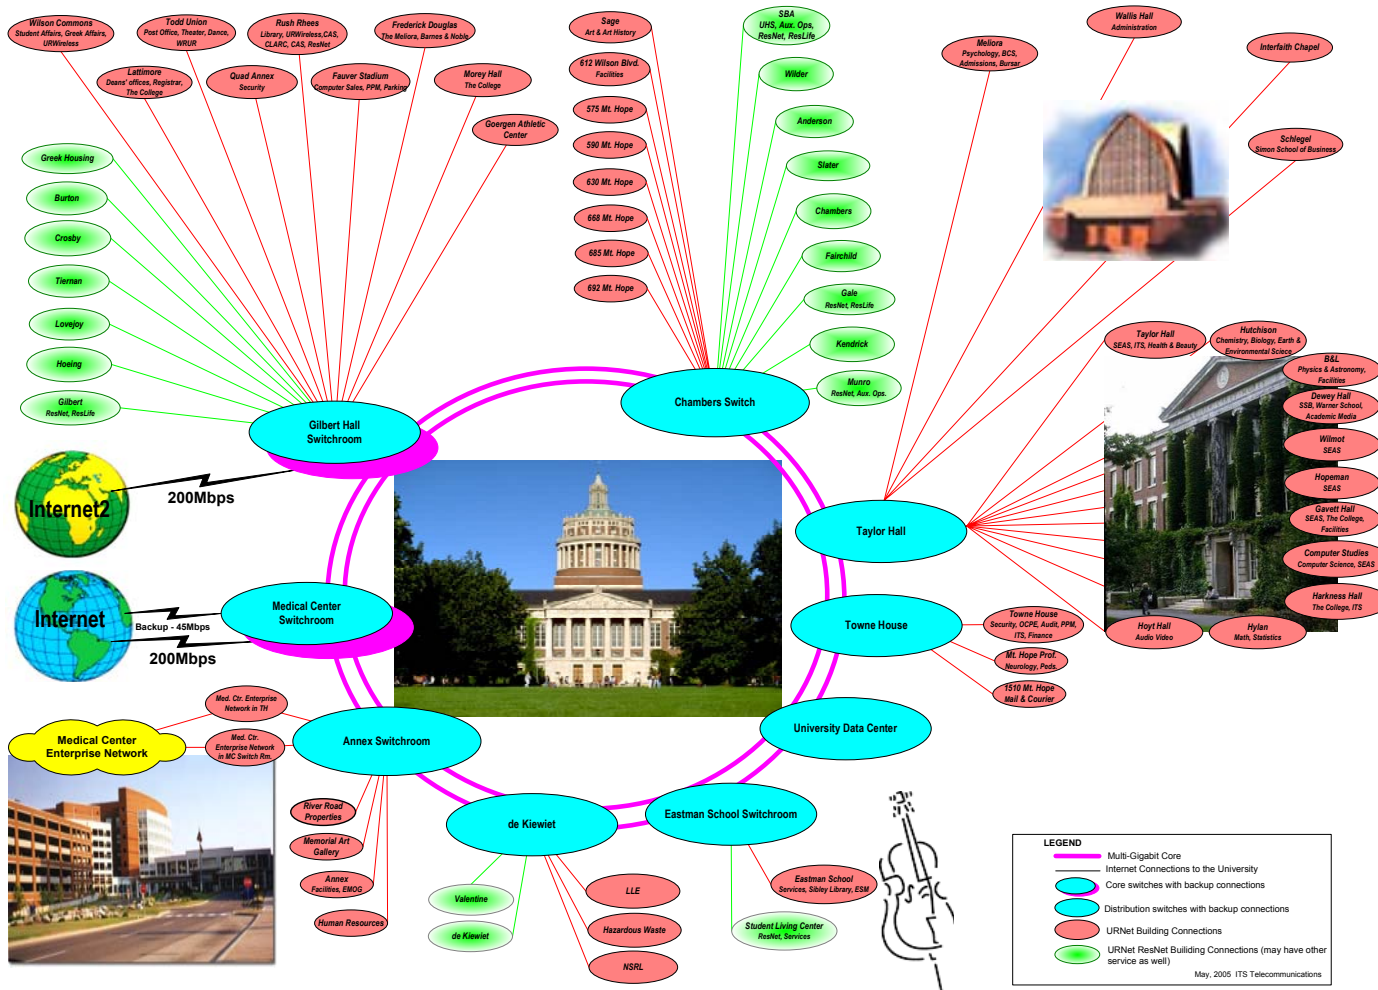 Wilson Commons
Student Affairs, Greek Affairs,
URWireless
Todd Union
Post Office, Theater, Dance,
WRUR
Rush Rhees
Library, URWireless,CAS,
CLARC, CAS, ResNet
Frederick Douglas
The Meliora, Barnes & Noble
Lattimore
Deans' offices, Registrar,
The College
Quad Annex
Security
Fauver Stadium
Computer Sales, PPM, Parking
Morey Hall
The College
Goergen Athletic
Center
Greek Housing
Burton
Crosby
Tiernan
Lovejoy
Hoeing
Gilbert
ResNet, ResLife
Gilbert Hall
Switchroom
Sage
Art & Art History
612 Wilson Blvd.
Facilities
575 Mt. Hope
590 Mt. Hope
630 Mt. Hope
668 Mt. Hope
685 Mt. Hope
692 Mt. Hope
SBA
UHS, Aux. Ops,
ResNet, ResLife
Wilder
Anderson
Slater
Chambers
Fairchild
Gale
ResNet, ResLife
Kendrick
Munro
ResNet, Aux. Ops.
Chambers Switch
Meliora
Psychology, BCS,
Admissions, Bursar
Wallis Hall
Administration
Interfaith Chapel
Schlegel
Simon School of Business
Taylor Hall
SEAS, ITS, Health & Beauty
Hutchison
Chemistry, Biology, Earth &
Environmental Sciece
B&L
Physics & Astronomy,
Facilities
Dewey Hall
SSB, Warner School,
Academic Media
Wilmot
SEAS
Hopeman
SEAS
Gavett Hall
SEAS, The College,
Facilities
Computer Studies
Computer Science, SEAS
Harkness Hall
The College, ITS
Hylan
Math, Statistics
Hoyt Hall
Audio Video
Taylor Hall
Internet2
200Mbps
Internet
Backup - 45Mbps
200Mbps
Medical Center
Switchroom
Towne House
Towne House
Security, OCPE, Audit, PPM,
ITS, Finance
Mt. Hope Prof.
Neurology, Peds.
1510 Mt. Hope
Mail & Courier
University Data Center
Med. Ctr. Enterprise
Network in TH
Med. Ctr.
Enterprise Network
in MC Switch Rm.
Medical Center
Enterprise Network
Annex Switchroom
River Road
Properties
Memorial Art
Gallery
Annex
Facilities, EMOG
Human Resources
de Kiewiet
Valentine
de Kiewiet
LLE
Hazardous Waste
NSRL
Eastman School Switchroom
Eastman School
Services, Sibley Library, ESM
Student Living Center
ResNet, Services
LEGEND
Multi-Gigabit Core
Internet Connections to the University
Core switches with backup connections
Distribution switches with backup connections
URNet Building Connections
URNet ResNet Builiding Connections (may have other
service as well)
May, 2005 ITS Telecommunications